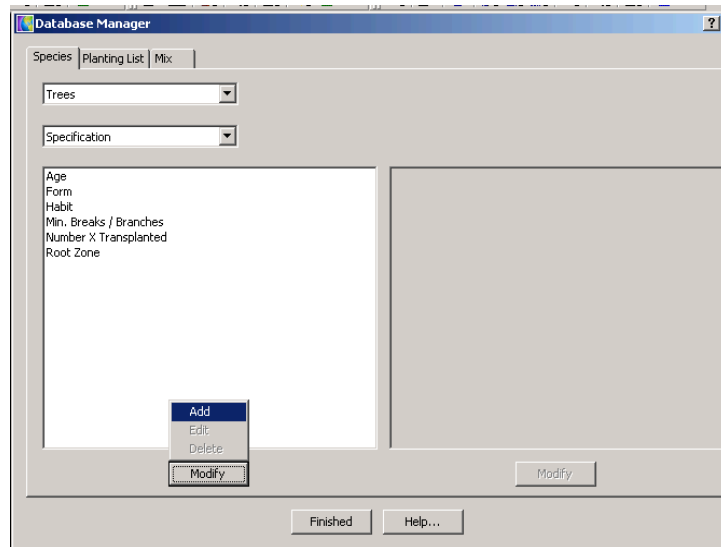 Database Manager ?
Species Planting List Mix
Trees
Specification
Age
Form
Habit
Min. Breaks / Branches
Number X Transplanted
Root Zone
Add
Edit
Delete
Modify Modify
Finished Help...